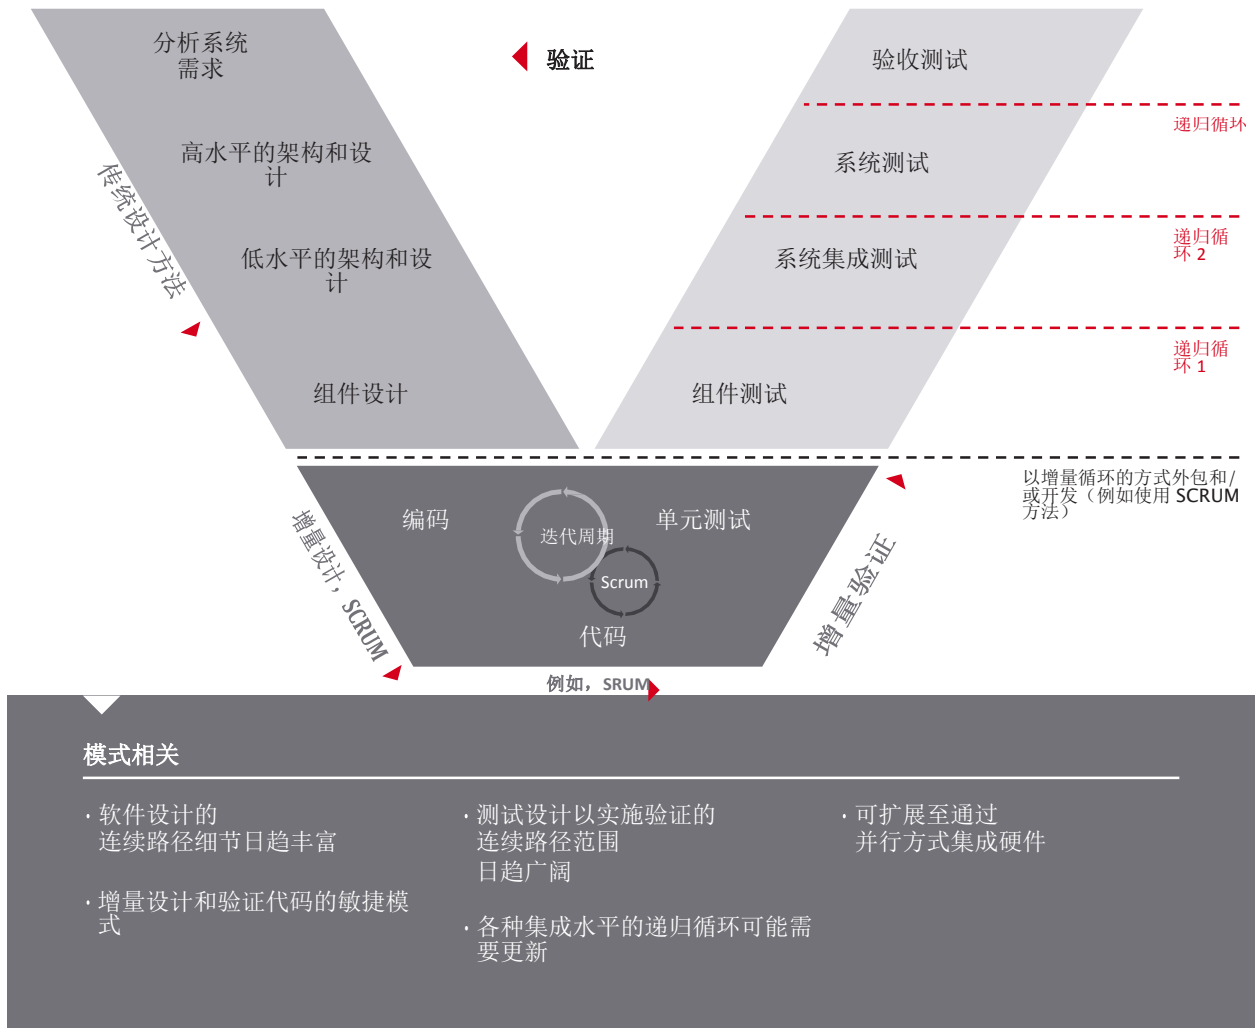 分析系统
需求
验证
验收测试
递归循环
高水平的架构和设
计
系统测试
传统设计方法
低水平的架构和设
计
系统集成测试
递归循
环 2
组件设计
组件测试
递归循
环 1
以增量循环的方式外包和/
或开发（例如使用 SCRUM
方法）
编码
迭代周期
单元测试
Scrum
代码
增量设计，SCRUM
增量验证
例如，SRUM
模式相关
· 软件设计的
连续路径细节日趋丰富
· 增量设计和验证代码的敏捷模
式
· 测试设计以实施验证的
连续路径范围
日趋广阔
· 各种集成水平的递归循环可能需
要更新
· 可扩展至通过
并行方式集成硬件